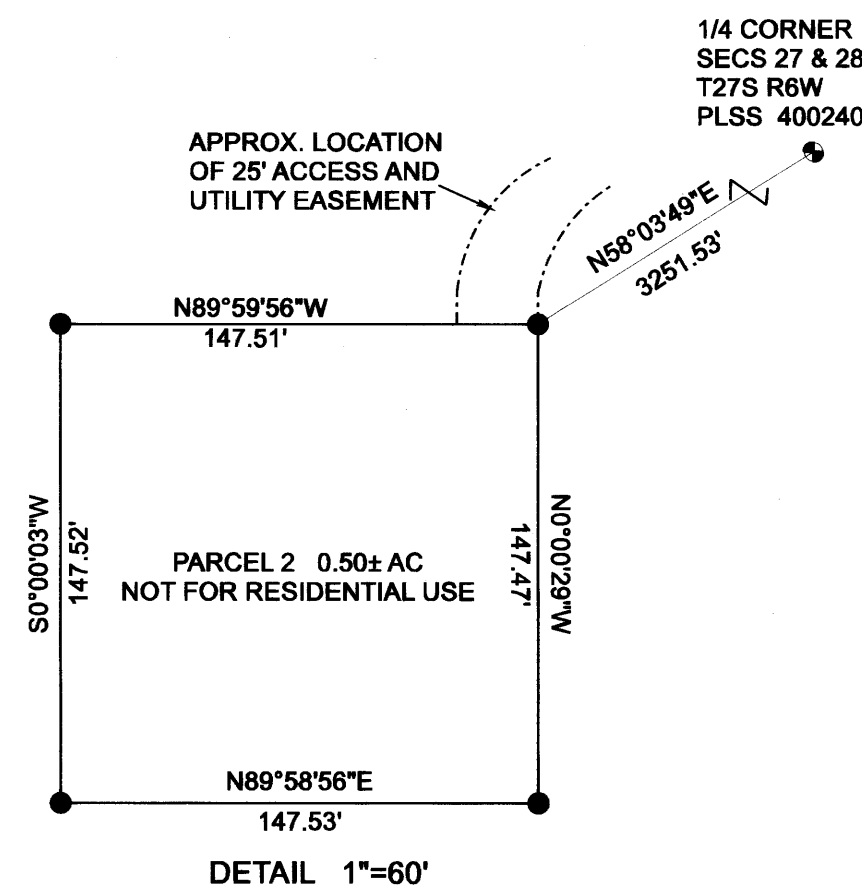 1/4 CORNER
SECS 27 & 28
T27S R6W
PLSS 400240
APPROX. LOCATION
OF 25' ACCESS AND
UTILITY EASEMENT
N58°03'49"E
3251.53'
N89°59'56"W
147.51'
S0°00'03"W
147.52'
PARCEL 2 0.50± AC
NOT FOR RESIDENTIAL USE
147.47'
N0°00'29"W
N89°58'56"E
147.53'
DETAIL 1"=60'